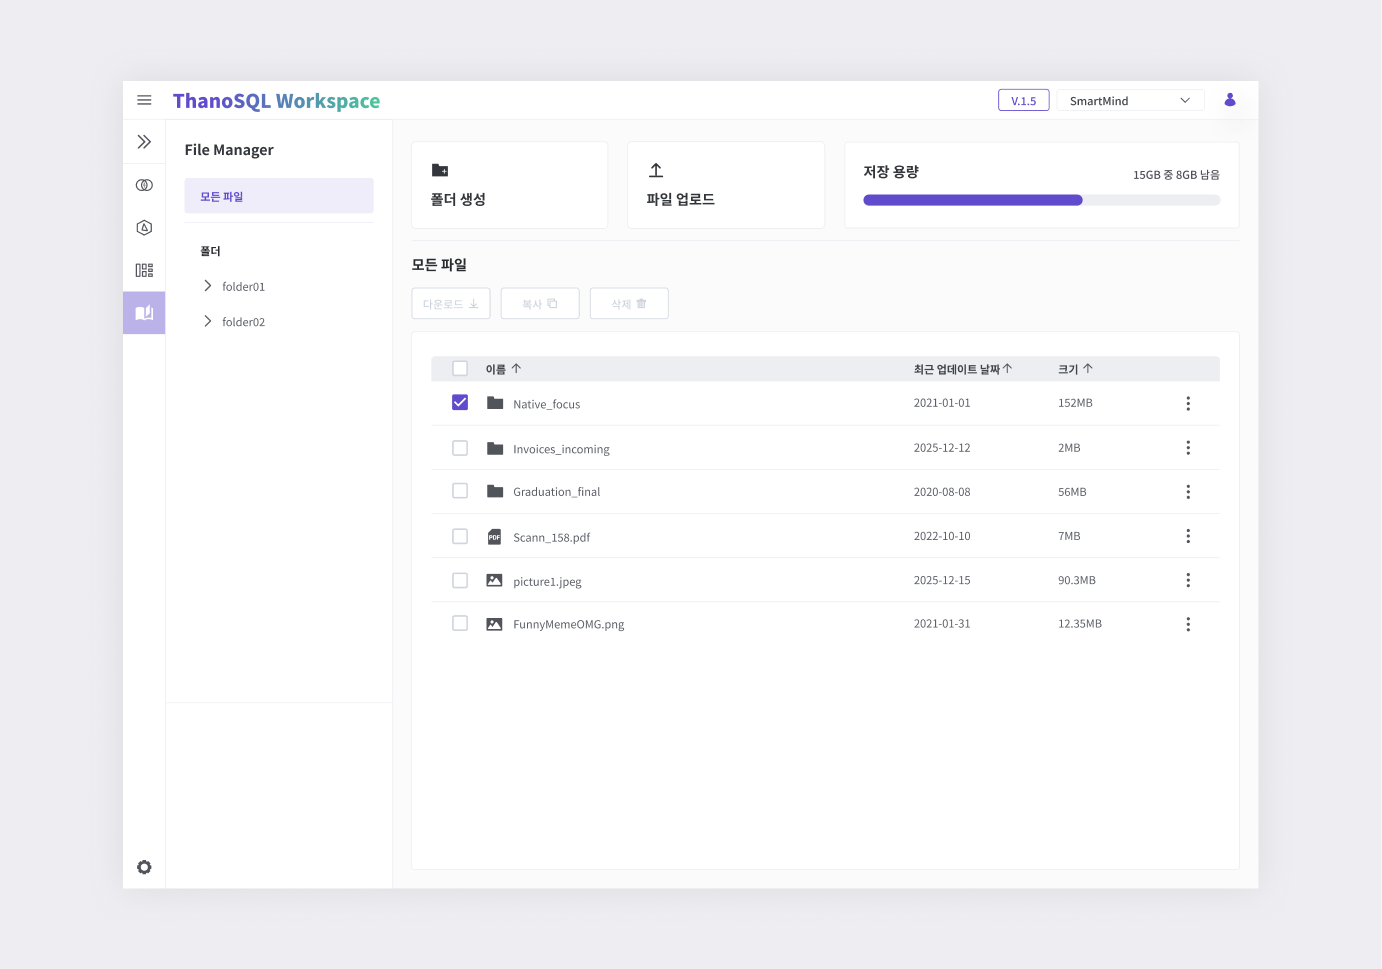 ThanoSQL Workspace
V.1.5
SmartMind
File Manager
모든 파일
폴더
folder01
folder02
폴더 생성
파일 업로드
저장 용량
15GB 중 8GB 남음
모든 파일
다운로드
복사
삭제
이름 최근 업데이트 날짜 크기
Native_focus 2021-01-01 152MB
Invoices_incoming 2025-12-12 2MB
Graduation_final 2020-08-08 56MB
PDF Scann_158.pdf 2022-10-10 7MB
picture1.jpeg 2025-12-15 90.3MB
FunnyMemeOMG.png 2021-01-31 12.35MB